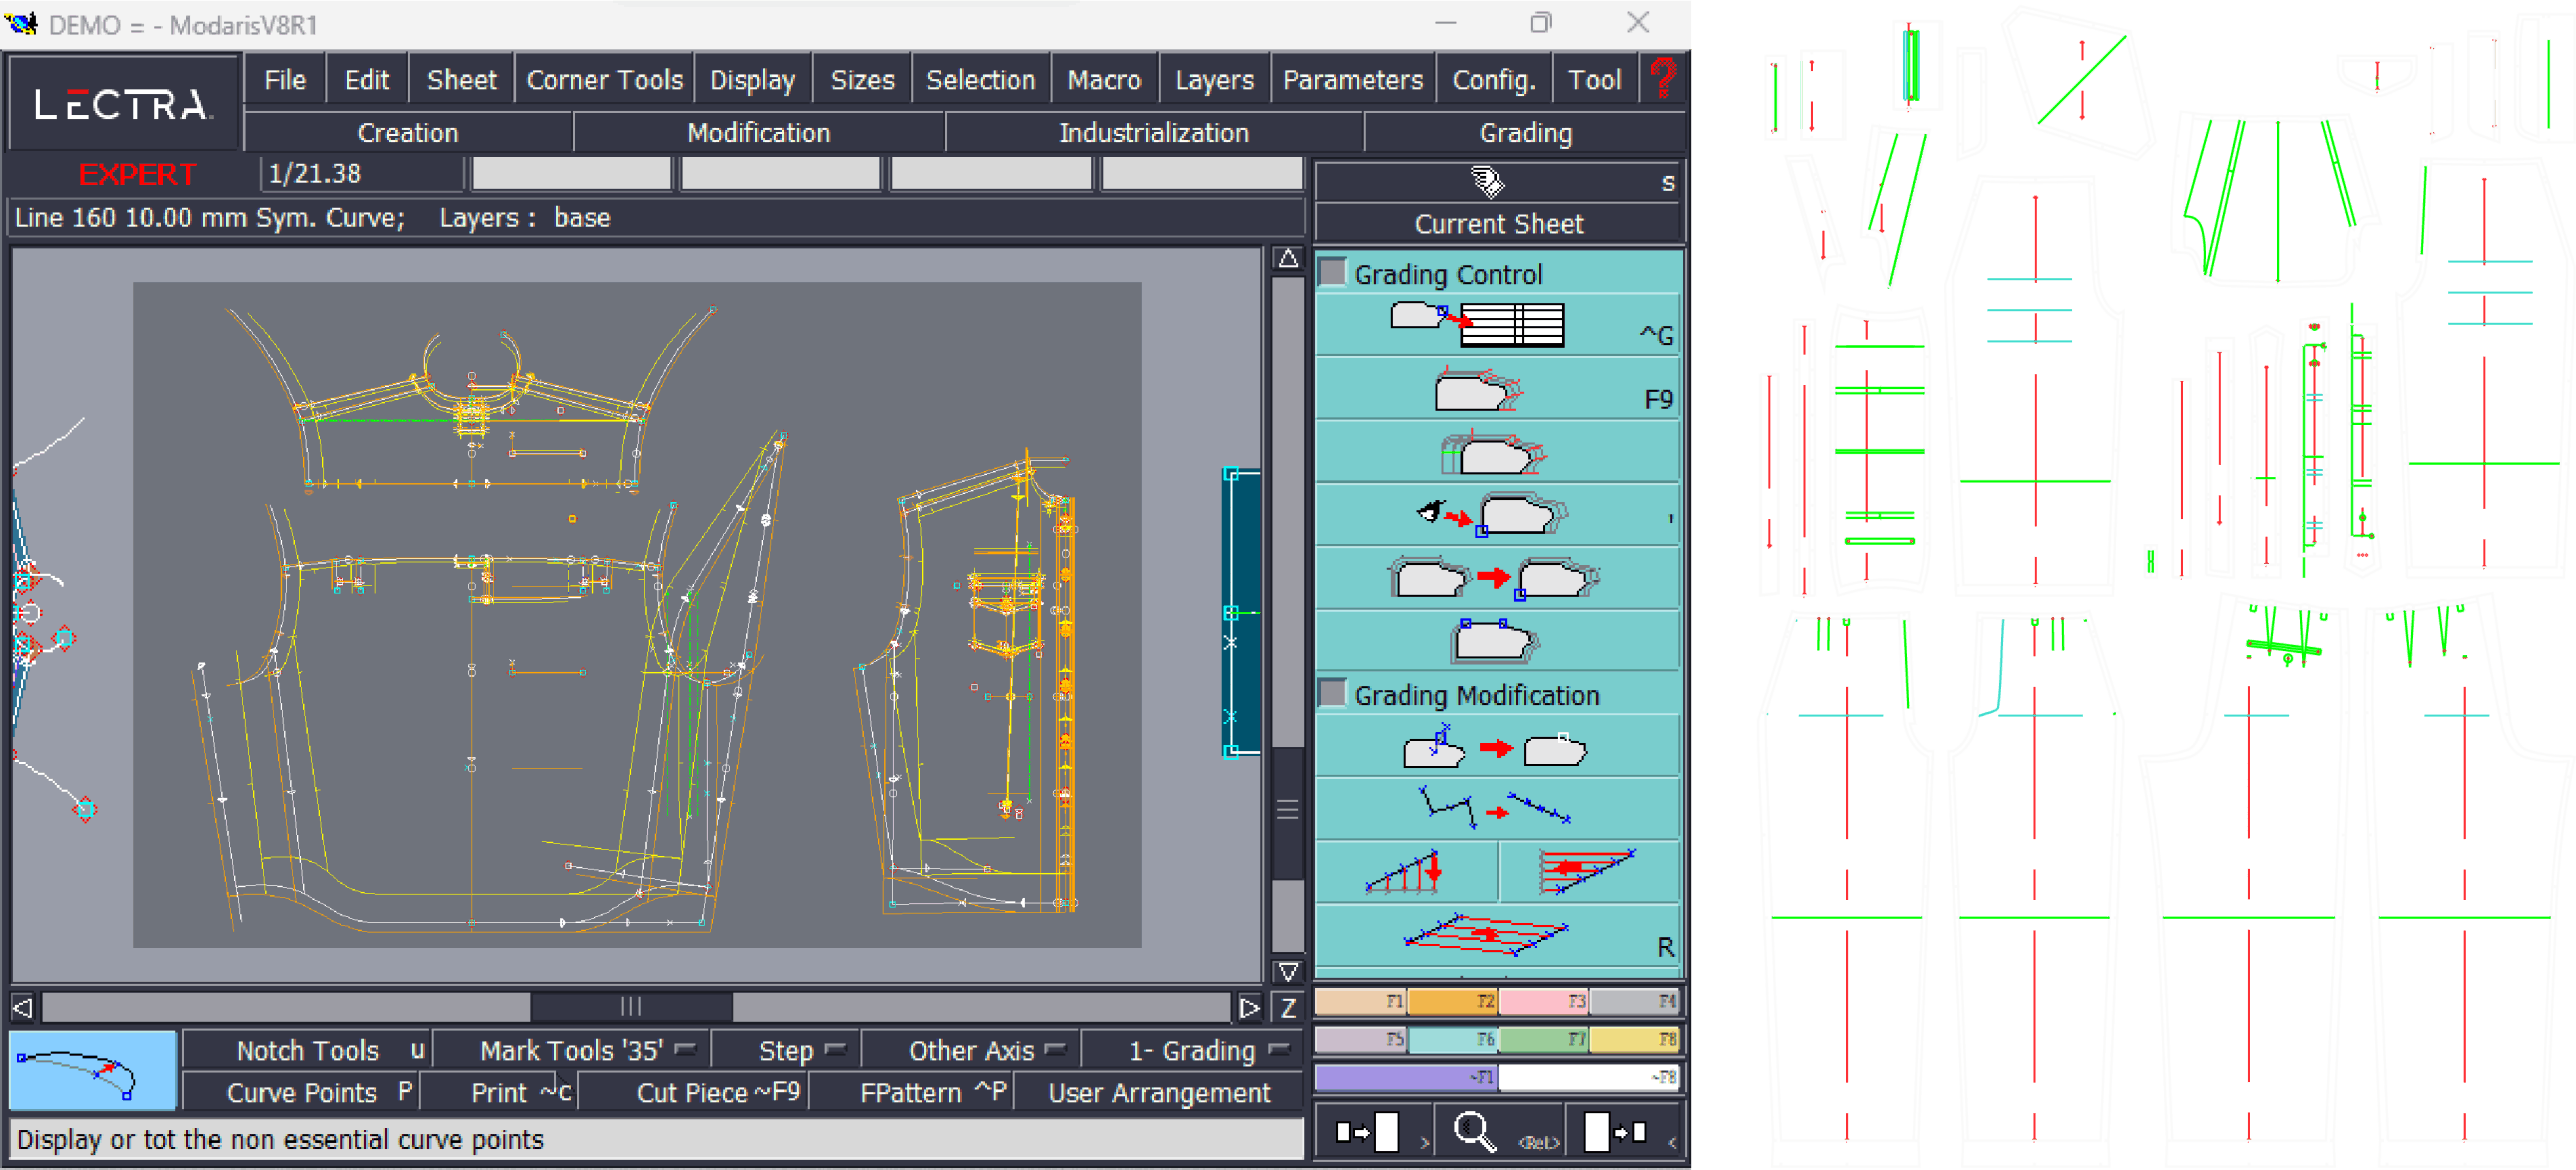 DEMO = - ModarisV8R1
LECTRA.
File Edit Sheet Corner Tools Display Sizes Selection Macro Layers Parameters Config. Tool ?
Creation Modification Industrialization Grading
EXPERT 1/21.38
s
Line 160 10.00 mm Sym. Curve; Layers : base
Current Sheet
Grading Control
^G
F9
'
Grading Modification
R
F1 F2 F3 F4
F5 F6 F7 F8
~F1 ~F8
Z
Notch Tools u Mark Tools '35' Step Other Axis 1- Grading
Curve Points P Print ~c Cut Piece ~F9 FPattern ^P User Arrangement
> <Rel> <
Display or tot the non essential curve points